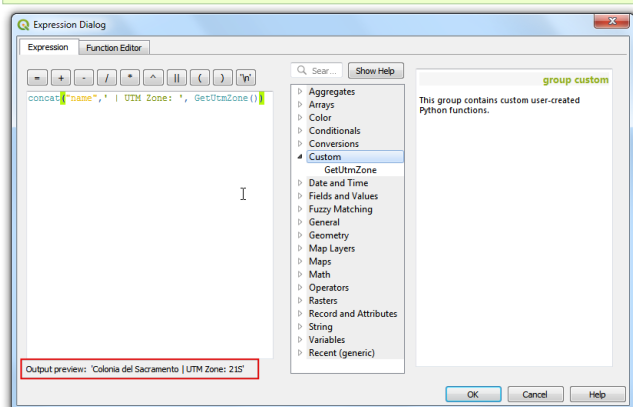 Expression Dialog
Expression Function Editor
= + - / * ^ || ( ) '\n'
concat("name",' | UTM Zone: ', GetUtmZone())
Sear... Show Help
Aggregates
Arrays
Color
Conditionals
Conversions
Custom
GetUtmZone
Date and Time
Fields and Values
Fuzzy Matching
General
Geometry
Map Layers
Maps
Math
Operators
Rasters
Record and Attributes
String
Variables
Recent (generic)
group custom
This group contains custom user-created
Python functions.
Output preview: 'Colonia del Sacramento | UTM Zone: 21S'
OK Cancel Help